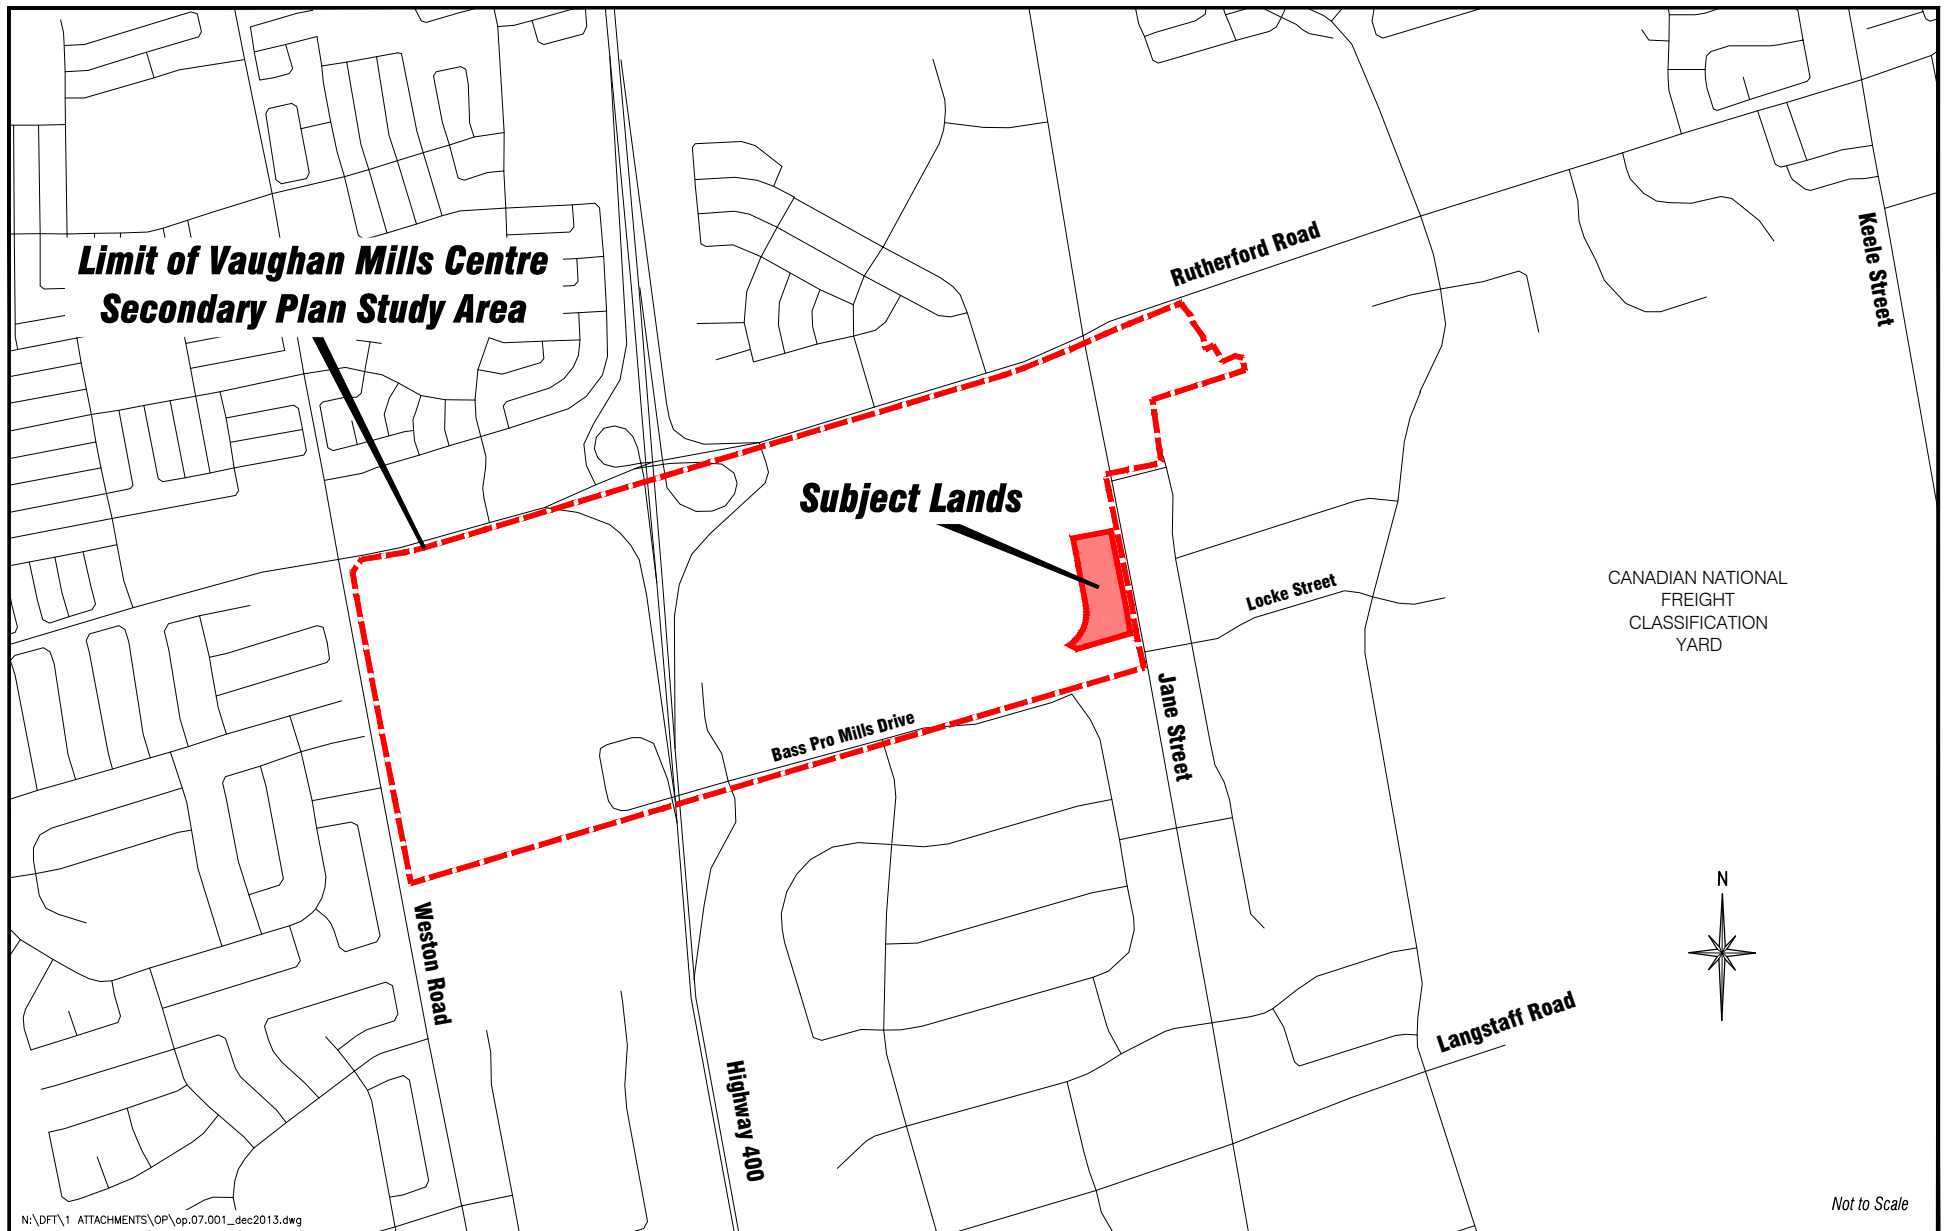 Limit of Vaughan Mills Centre
Secondary Plan Study Area
Rutherford Road
Keele Street
Subject Lands
Locke Street
CANADIAN NATIONAL
FREIGHT
CLASSIFICATION
YARD
Jane Street
Bass Pro Mills Drive
N
Weston Road
Langstaff Road
Highway 400
Not to Scale
N:\DFT\1 ATTACHMENTS\OP\op.07.001_dec2013.dwg